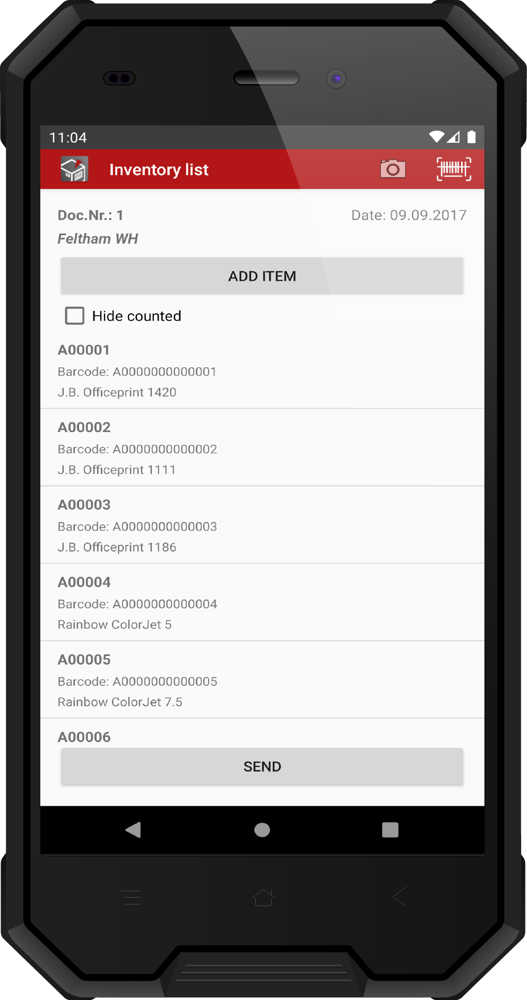 11:04
Inventory list
Doc.Nr.: 1 Date: 09.09.2017
Feltham WH
ADD ITEM
Hide counted
A00001
Barcode: A0000000000001
J.B. Officeprint 1420
A00002
Barcode: A0000000000002
J.B. Officeprint 1111
A00003
Barcode: A0000000000003
J.B. Officeprint 1186
A00004
Barcode: A0000000000004
Rainbow ColorJet 5
A00005
Barcode: A0000000000005
Rainbow ColorJet 7.5
A00006
SEND